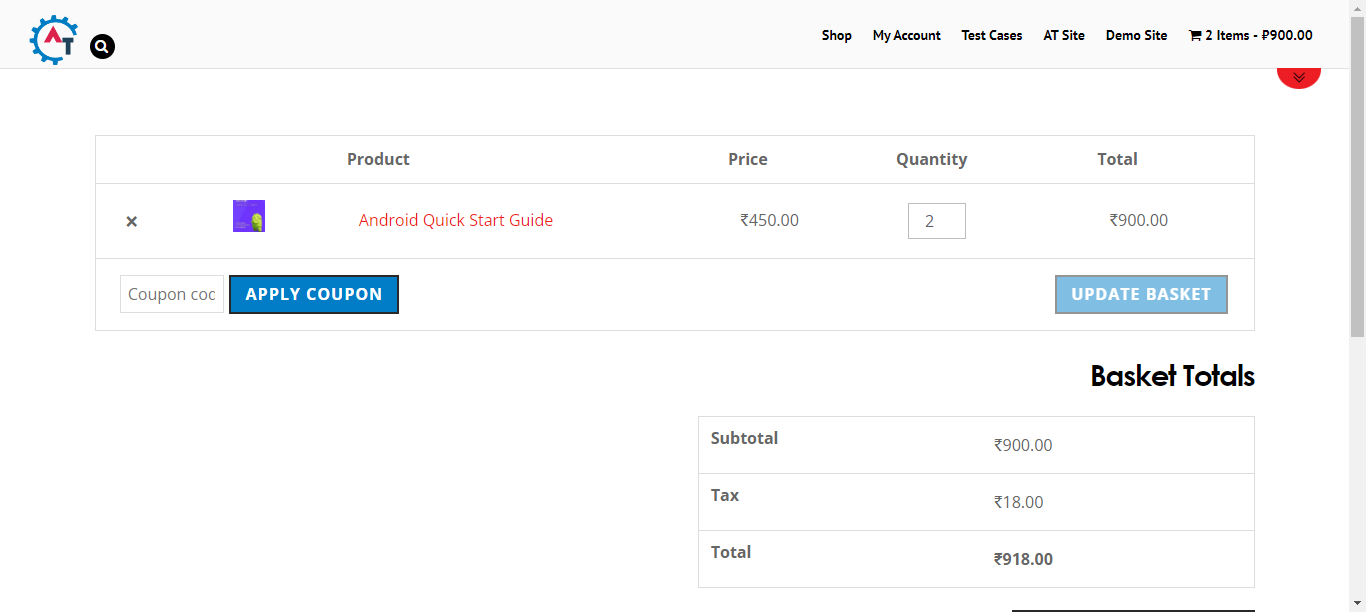 AT
Shop My Account Test Cases AT Site Demo Site 2 Items - ₹900.00
Product Price Quantity Total
× Android Quick Start Guide ₹450.00 2 ₹900.00
Coupon coc APPLY COUPON UPDATE BASKET
Basket Totals
Subtotal ₹900.00
Tax ₹18.00
Total ₹918.00